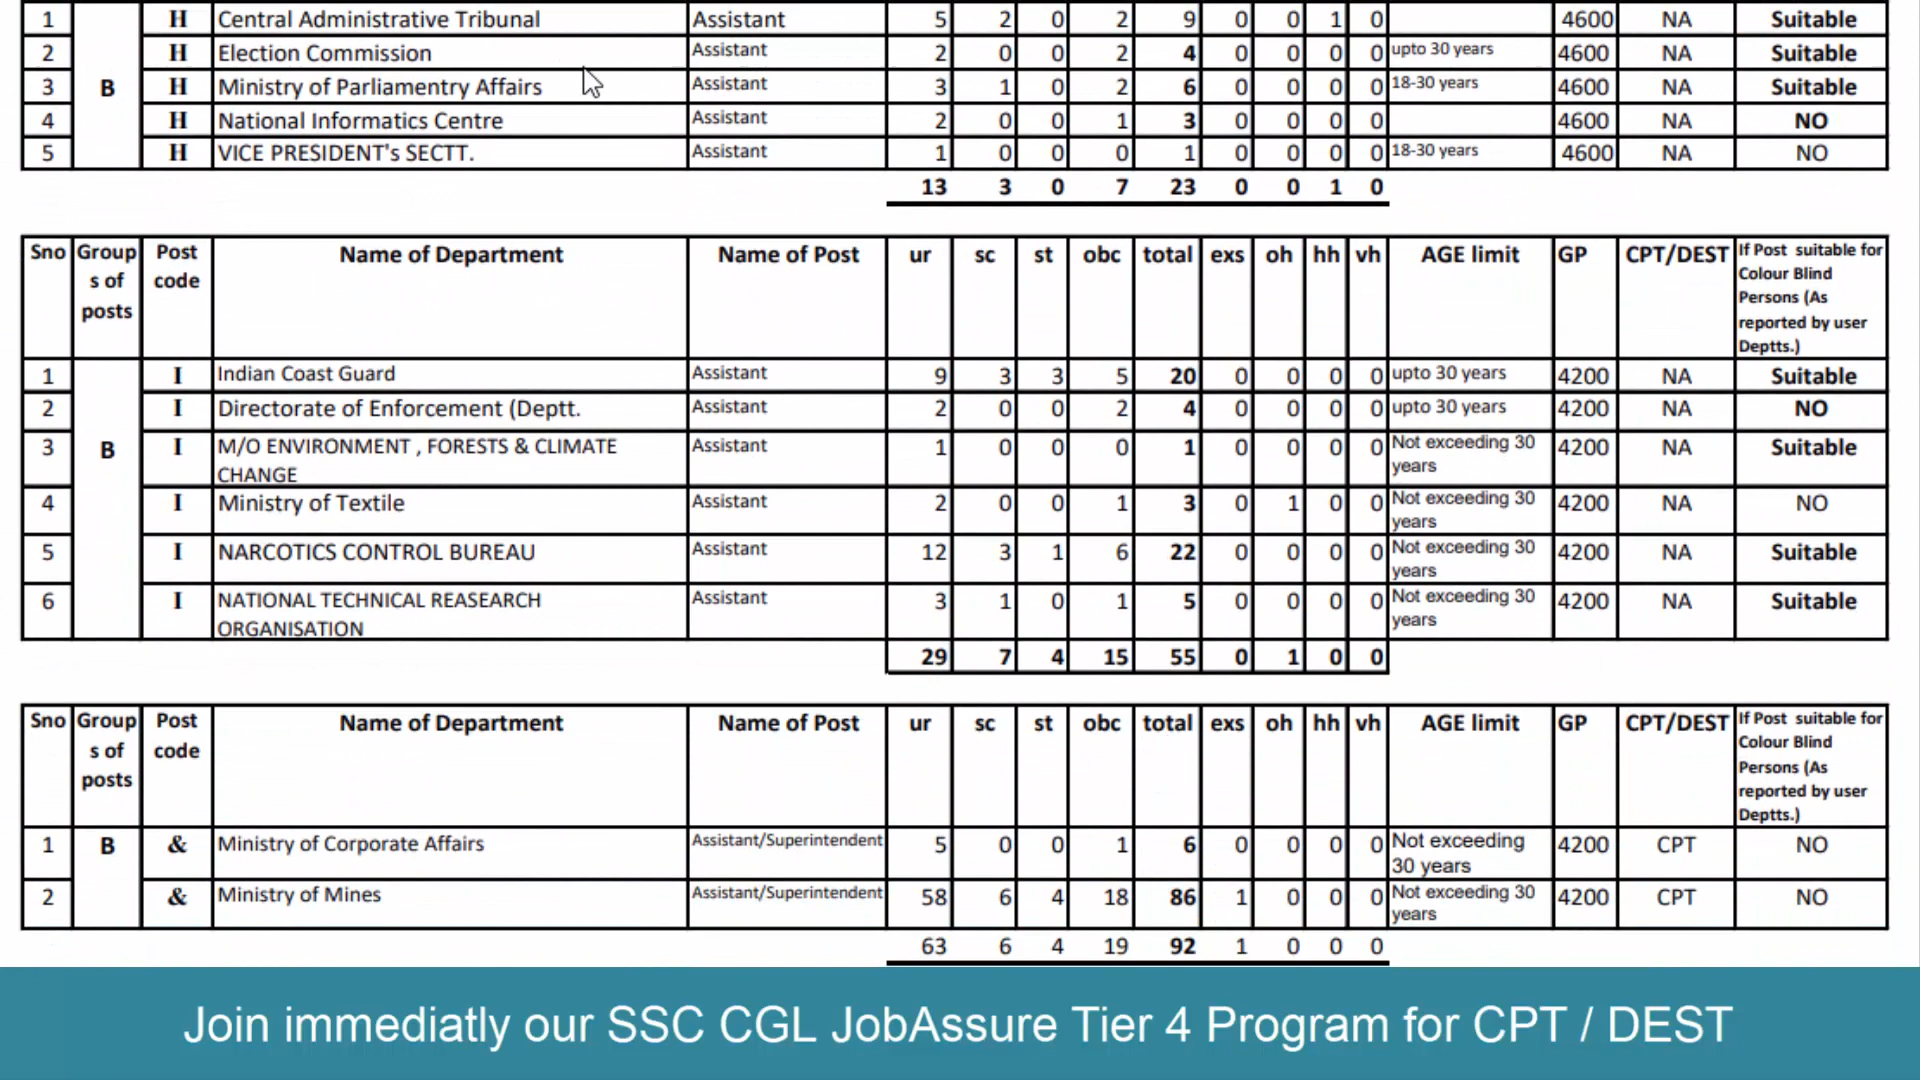 1 H Central Administrative Tribunal Assistant 5 2 0 2 9 0 0 1 0 4600 NA Suitable
2 H Election Commission Assistant 2 0 0 2 4 0 0 0 0 upto 30 years 4600 NA Suitable
3 B H Ministry of Parliamentry Affairs Assistant 3 1 0 2 6 0 0 0 0 18-30 years 4600 NA Suitable
4 H National Informatics Centre Assistant 2 0 0 1 3 0 0 0 0 4600 NA NO
5 H VICE PRESIDENT's SECTT. Assistant 1 0 0 0 1 0 0 0 0 18-30 years 4600 NA NO
13 3 0 7 23 0 0 1 0
Sno Group Post Name of Department Name of Post ur sc st obc total exs oh hh vh AGE limit GP CPT/DEST If Post suitable for
s of code Colour Blind
posts Persons (As
reported by user
Deptts.)
1 I Indian Coast Guard Assistant 9 3 3 5 20 0 0 0 0 upto 30 years 4200 NA Suitable
2 I Directorate of Enforcement (Deptt. Assistant 2 0 0 2 4 0 0 0 0 upto 30 years 4200 NA NO
3 B I M/O ENVIRONMENT , FORESTS & CLIMATE Assistant 1 0 0 0 1 0 0 0 0 Not exceeding 30 4200 NA Suitable
CHANGE years
4 I Ministry of Textile Assistant 2 0 0 1 3 0 1 0 0 Not exceeding 30 4200 NA NO
years
5 I NARCOTICS CONTROL BUREAU Assistant 12 3 1 6 22 0 0 0 0 Not exceeding 30 4200 NA Suitable
years
6 I NATIONAL TECHNICAL REASEARCH Assistant 3 1 0 1 5 0 0 0 0 Not exceeding 30 4200 NA Suitable
ORGANISATION years
29 7 4 15 55 0 1 0 0
Sno Group Post Name of Department Name of Post ur sc st obc total exs oh hh vh AGE limit GP CPT/DEST If Post suitable for
s of code Colour Blind
posts Persons (As
reported by user
Deptts.)
1 B & Ministry of Corporate Affairs Assistant/Superintendent 5 0 0 1 6 0 0 0 0 Not exceeding 4200 CPT NO
30 years
2 & Ministry of Mines Assistant/Superintendent 58 6 4 18 86 1 0 0 0 Not exceeding 30 4200 CPT NO
years
63 6 4 19 92 1 0 0 0
Join immediatly our SSC CGL JobAssure Tier 4 Program for CPT / DEST